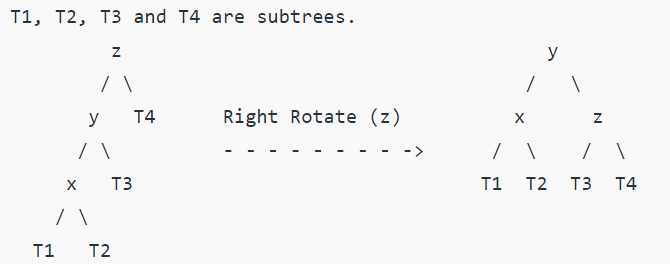 T1, T2, T3 and T4 are subtrees.
z y
/ \ / \
y T4 Right Rotate (z) x z
/ \ - - - - - - - - -> / \ / \
x T3 T1 T2 T3 T4
/ \
T1 T2